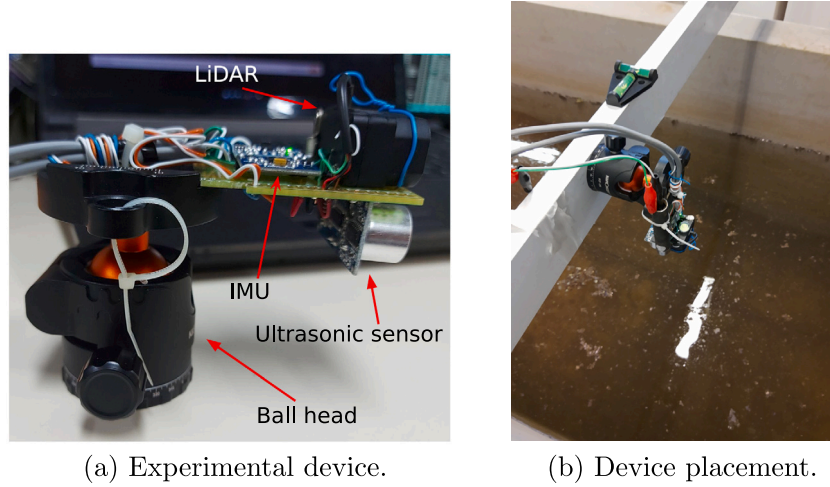 LiDAR
IMU
Ultrasonic sensor
Ball head
(a) Experimental device.
(b) Device placement.